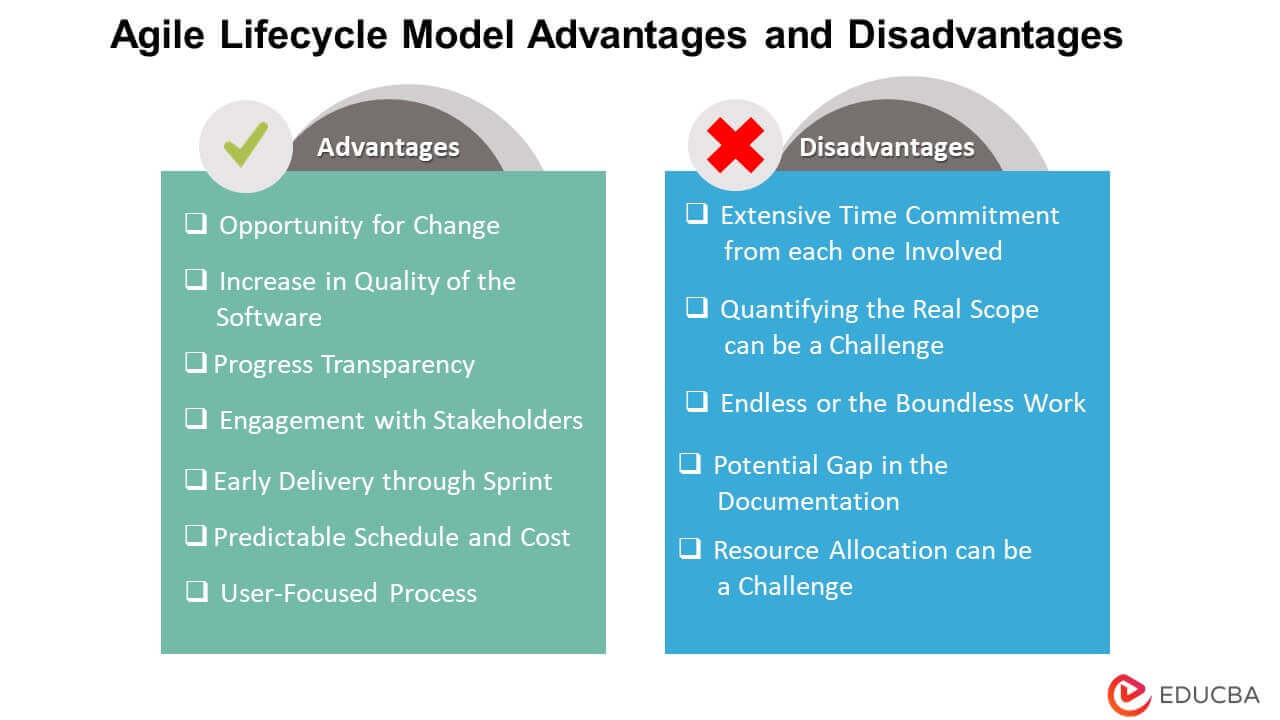 Agile Lifecycle Model Advantages and Disadvantages
Advantages
Opportunity for Change
Increase in Quality of the
Software
Progress Transparency
Engagement with Stakeholders
Early Delivery through Sprint
Predictable Schedule and Cost
User-Focused Process
Disadvantages
Extensive Time Commitment
from each one Involved
Quantifying the Real Scope
can be a Challenge
Endless or the Boundless Work
Potential Gap in the
Documentation
Resource Allocation can be
a Challenge
EDUCBA